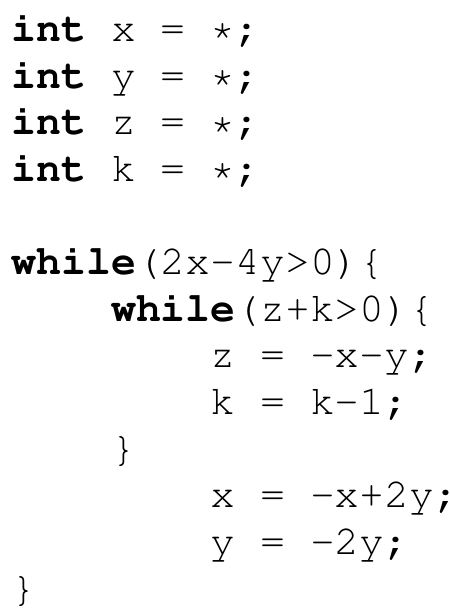 int x = *;
int y = *;
int z = *;
int k = *;

while(2x-4y>0){
    while(z+k>0){
        z = -x-y;
        k = k-1;
    }
        x = -x+2y;
        y = -2y;
}